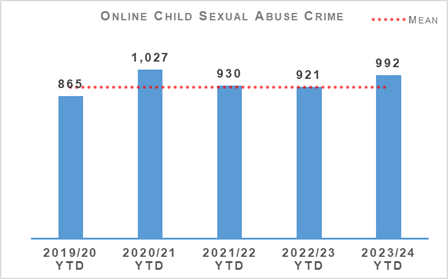 ONLINE CHILD SEXUAL ABUSE CRIME
MEAN
865
1,027
930
921
992
2019/20 YTD
2020/21 YTD
2021/22 YTD
2022/23 YTD
2023/24 YTD